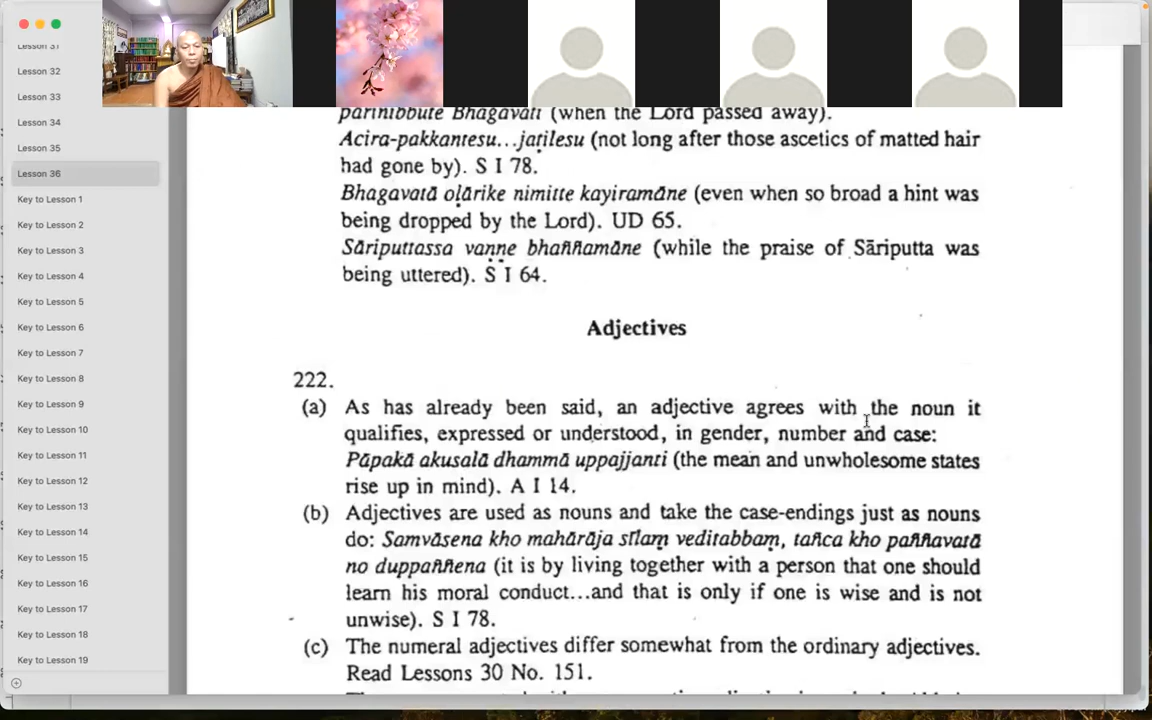 Lesson 31
Lesson 32
Lesson 33
Lesson 34
Lesson 35
Lesson 36
Key to Lesson 1
Key to Lesson 2
Key to Lesson 3
Key to Lesson 4
Key to Lesson 5
Key to Lesson 6
Key to Lesson 7
Key to Lesson 8
Key to Lesson 9
Key to Lesson 10
Key to Lesson 11
Key to Lesson 12
Key to Lesson 13
Key to Lesson 14
Key to Lesson 15
Key to Lesson 16
Key to Lesson 17
Key to Lesson 18
Key to Lesson 19
parinibbute Bhagavati (when the Lord passed away).
Acira-pakkantesu...jaṭilesu (not long after those ascetics of matted hair
had gone by). S I 78.
Bhagavatā oḷārike nimitte kayiramāne (even when so broad a hint was
being dropped by the Lord). UD 65.
Sāriputtassa vaṇṇe bhaññamāne (while the praise of Sāriputta was
being uttered). S I 64.
Adjectives
222.
(a) As has already been said, an adjective agrees with the noun it
qualifies, expressed or understood, in gender, number and case:
Pāpakā akusalā dhammā uppajjanti (the mean and unwholesome states
rise up in mind). A I 14.
(b) Adjectives are used as nouns and take the case-endings just as nouns
do: Samvāsena kho mahārāja sīlaṃ veditabbaṃ, tañca kho paññavatā
no duppaññena (it is by living together with a person that one should
learn his moral conduct...and that is only if one is wise and is not
unwise). S I 78.
(c) The numeral adjectives differ somewhat from the ordinary adjectives.
Read Lessons 30 No. 151.